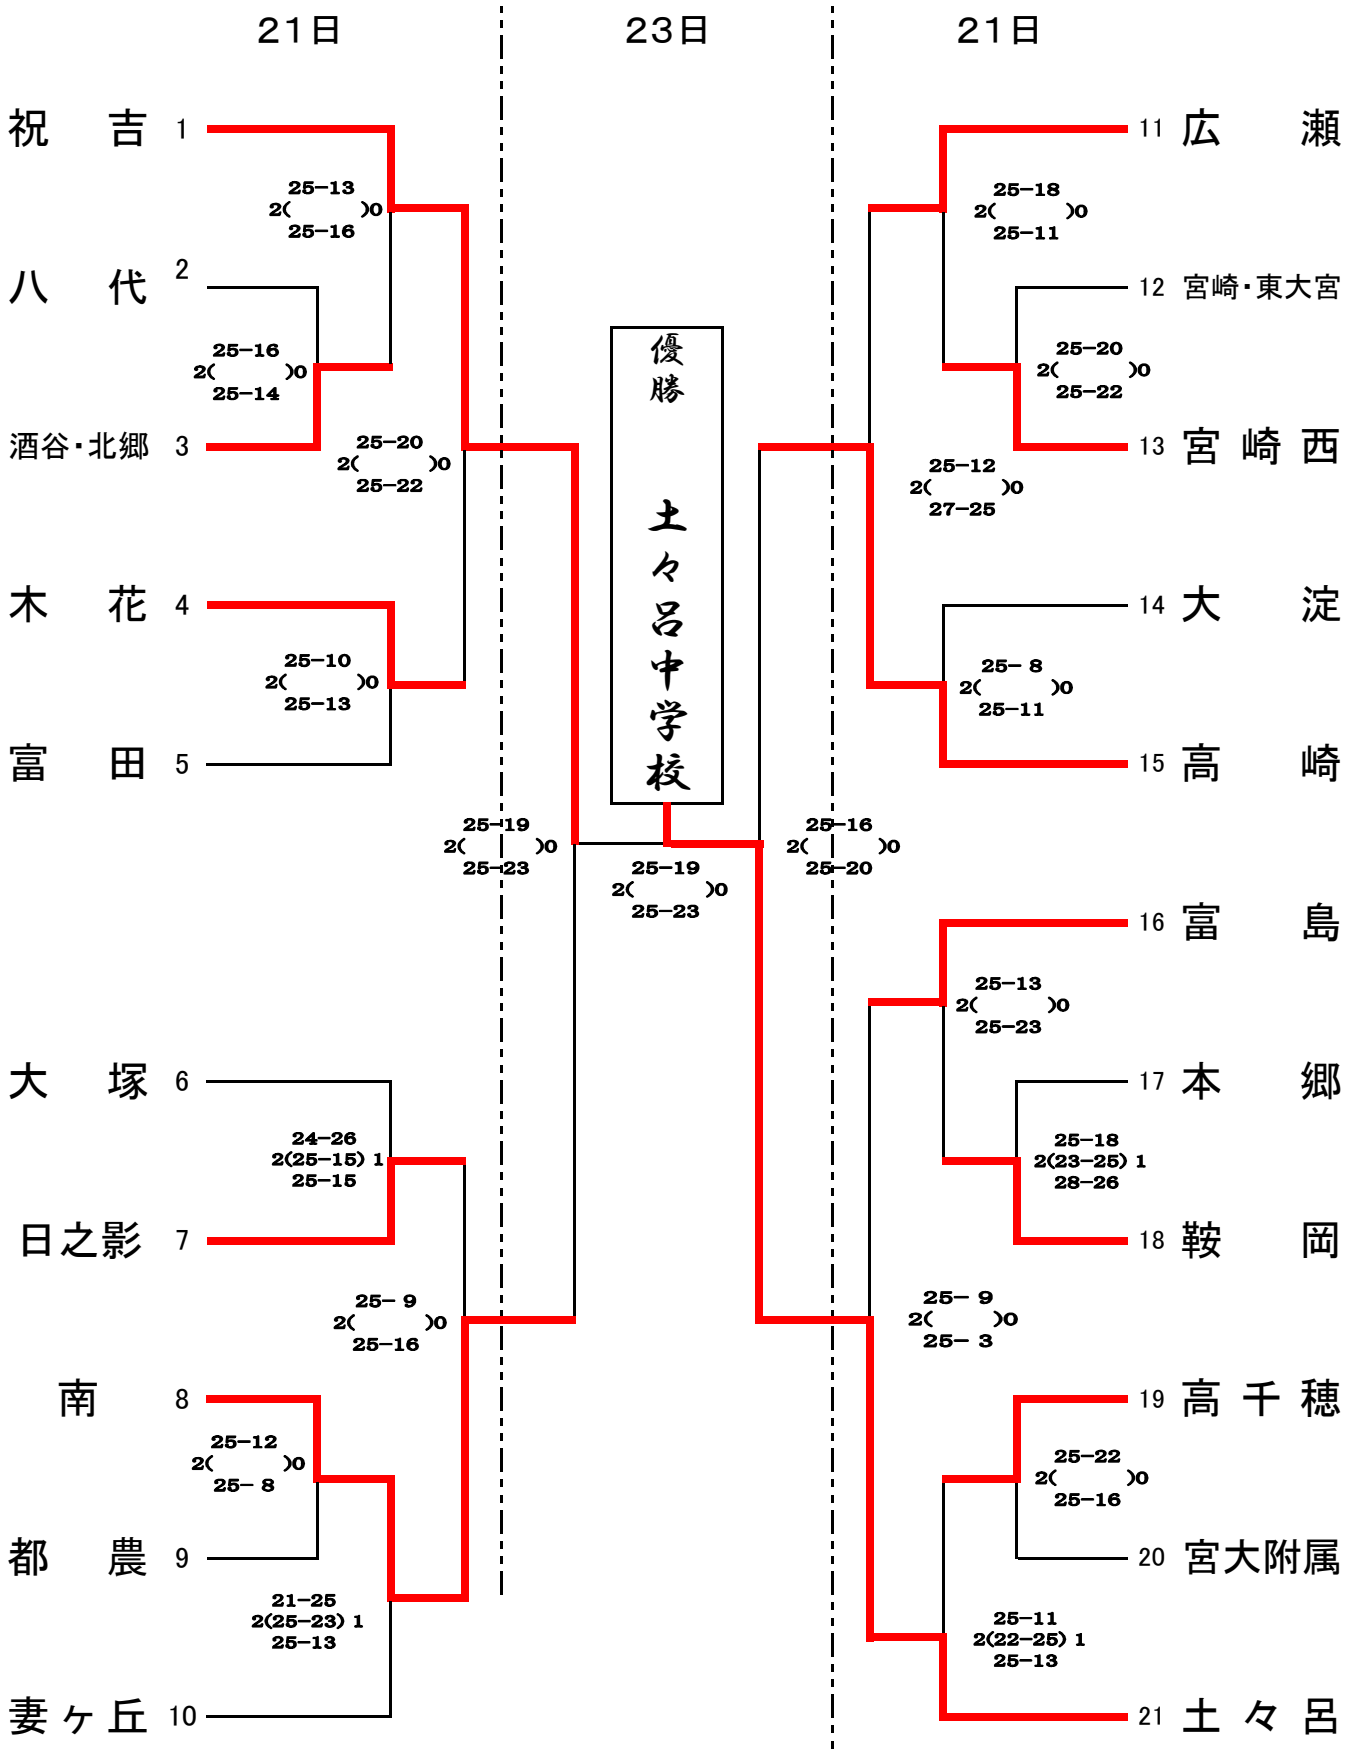 21日 23日 21日
祝吉 1
25-13
2( )0
25-16
八代 2
25-16
2( )0
25-14
酒谷・北郷 3
25-20
2( )0
25-22
木花 4
25-10
2( )0
25-13
富田 5
25-19
2( )0
25-23
大塚 6
24-26
2(25-15)1
25-15
日之影 7
25- 9
2( )0
25-16
南 8
25-12
2( )0
25- 8
都農 9
21-25
2(25-23)1
25-13
妻ヶ丘 10
優勝 土々呂中学校
25-19
2( )0
25-23
11 広瀬
25-18
2( )0
25-11
12 宮崎・東大宮
25-20
2( )0
25-22
13 宮崎西
25-12
2( )0
27-25
14 大淀
25- 8
2( )0
25-11
15 高崎
25-16
2( )0
25-20
16 富島
25-13
2( )0
25-23
17 本郷
25-18
2(23-25)1
28-26
18 鞍岡
25- 9
2( )0
25- 3
19 高千穂
25-22
2( )0
25-16
20 宮大附属
25-11
2(22-25)1
25-13
21 土々呂